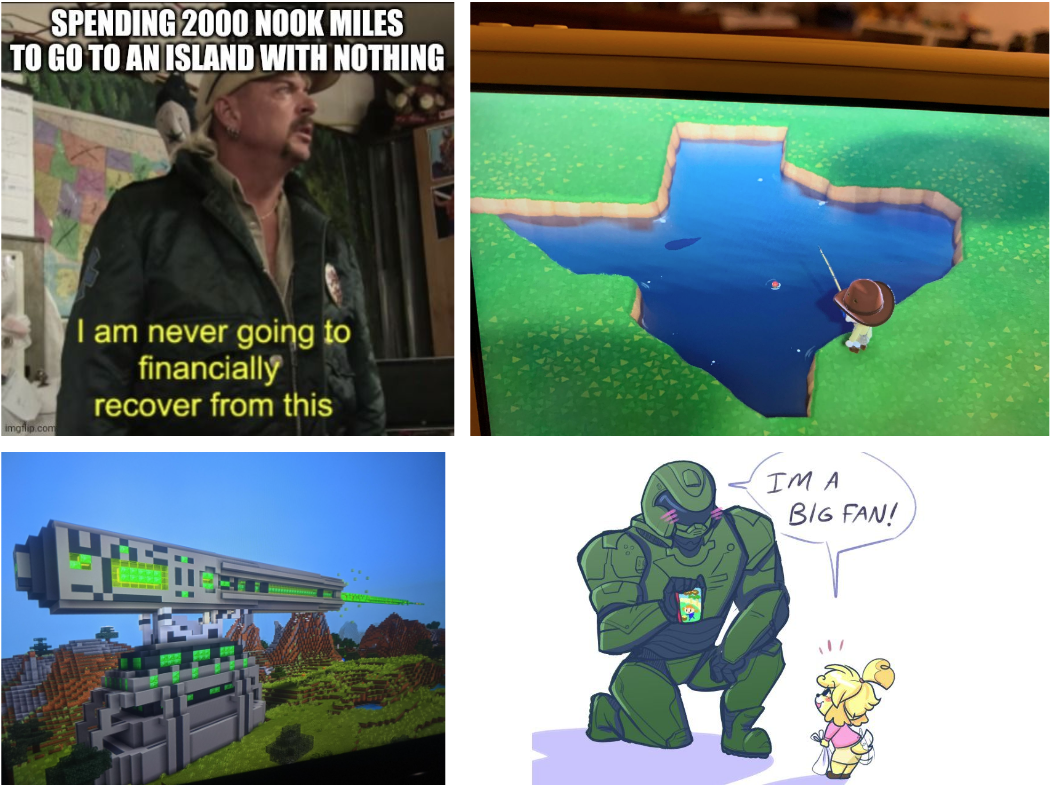 SPENDING 2000 NOOK MILES
TO GO TO AN ISLAND WITH NOTHING
I am never going to
financially
recover from this
imgflip.com
IM A
BIG FAN!